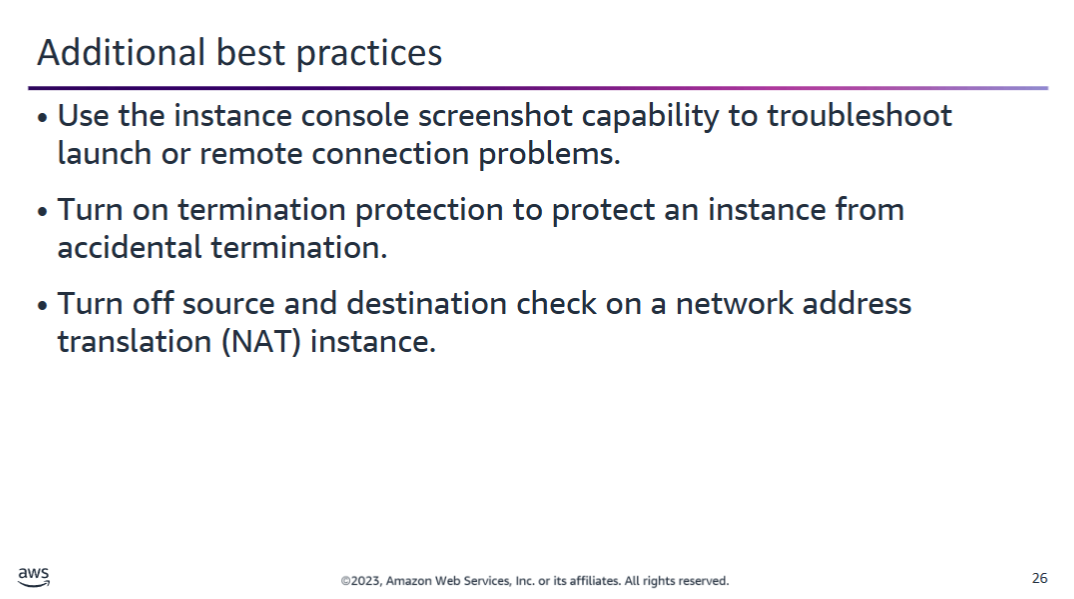 Additional best practices
• Use the instance console screenshot capability to troubleshoot
launch or remote connection problems.
• Turn on termination protection to protect an instance from
accidental termination.
• Turn off source and destination check on a network address
translation (NAT) instance.
aws
©2023, Amazon Web Services, Inc. or its affiliates. All rights reserved.
26